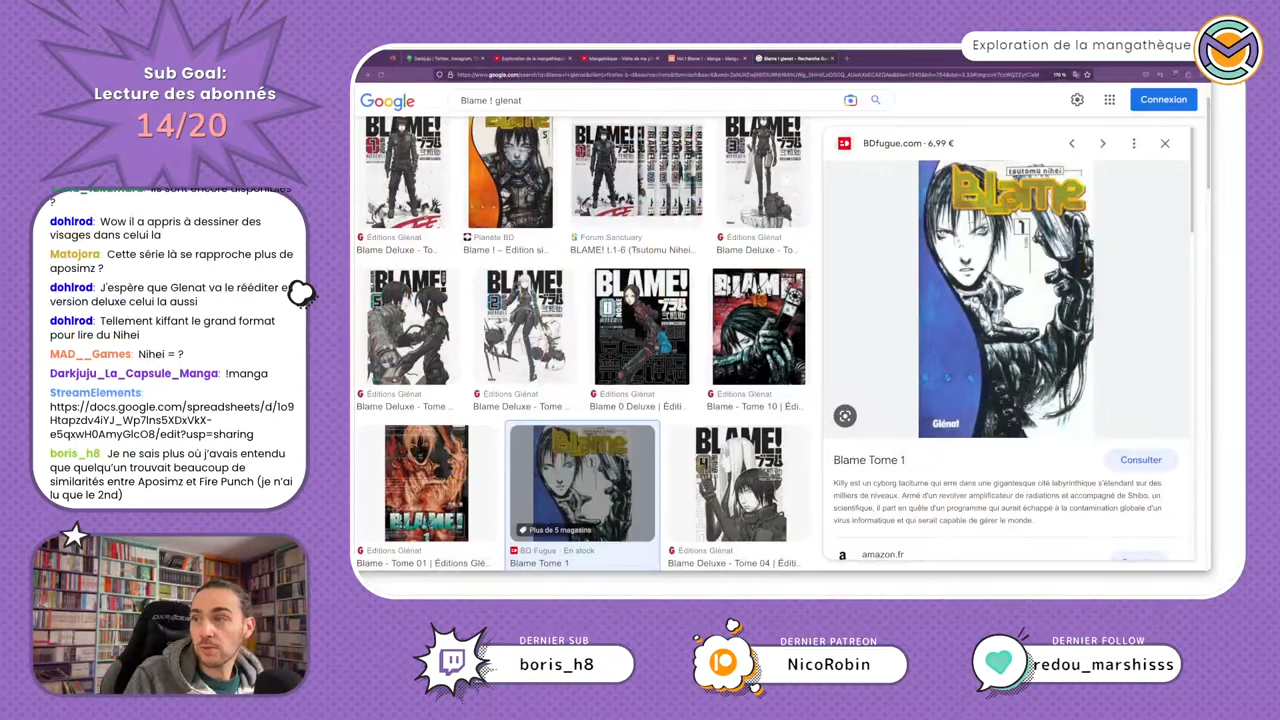 Sub Goal:
Lecture des abonnés
14/20
ils sont encore disponibles
?
dohlrod: Wow il a appris à dessiner des
visages dans celui la
Matojora: Cette série là se rapproche plus de
aposimz ?
dohlrod: J'espère que Glenat va le rééditer e
version deluxe celui la aussi
dohlrod: Tellement kiffant le grand format
pour lire du Nihei
MAD__Games: Nihei = ?
Darkjuju_La_Capsule_Manga: !manga
StreamElements:
https://docs.google.com/spreadsheets/d/1o9
boris_h8 Je ne sais plus où j'avais entendu
que quelqu'un trouvait beaucoup de
similarités entre Aposimz et Fire Punch (je n'ai
lu que le 2nd)
Exploration de la mangathèque
Google
Blame ! glenat
Connexion
Éditions Glénat
Blame Deluxe - To...
Planète BD
Blame ! – Edition si...
Forum Sanctuary
BLAME! t.1-6 (Tsutomu Nihei...
Éditions Glénat
Blame Deluxe - To...
Éditions Glénat
Blame Deluxe - Tome ...
Éditions Glénat
Blame Deluxe - Tome ...
Éditions Glénat
Blame 0 Deluxe | Éditi...
Éditions Glénat
Blame - Tome 10 | Édi...
Éditions Glénat
Blame - Tome 01 | Éditions Glé...
Plus de 5 magasins
BD Fugue · En stock
Blame Tome 1
Éditions Glénat
Blame Deluxe - Tome 04 | Éditi...
BDfugue.com · 6,99 €
tsutomu nihei
Blame
1
Glénat
Blame Tome 1
Consulter
Killy est un cyborg taciturne qui erre dans une gigantesque cité labyrinthique s'étendant sur des
milliers de niveaux. Armé d'un revolver amplificateur de radiations et accompagné de Shibo, un
scientifique, il part en quête d'un programme qui aurait échappé à la contamination globale d'un
virus informatique et qui serait capable de gérer le monde.
amazon.fr
DERNIER SUB
boris_h8
DERNIER PATREON
NicoRobin
DERNIER FOLLOW
redou_marshisss